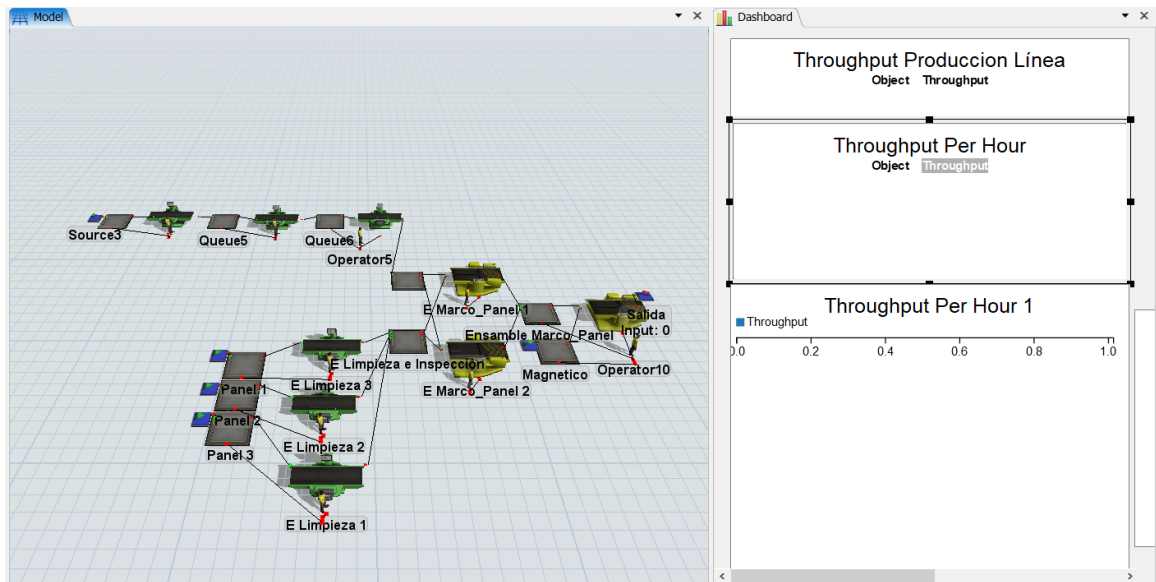 Model
Source3
Queue5
Queue6
Operator5
E Marco_Panel 1
Salida
Input: 0
Ensamble Marco_Panel
E Limpieza e Inspección
Magnetico
Operator10
E Marco_Panel 2
Panel 1
E Limpieza 3
Panel 2
E Limpieza 2
Panel 3
E Limpieza 1
Dashboard
Throughput Produccion Línea
Object Throughput
Throughput Per Hour
Object Throughput
Throughput Per Hour 1
Throughput
0.0 0.2 0.4 0.6 0.8 1.0